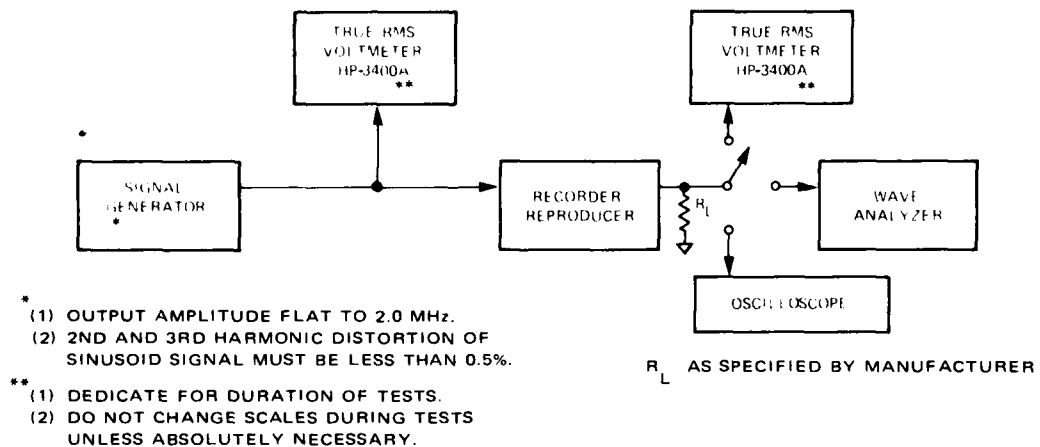 TRUE RMS
VOLTMETER
HP-3400A
**
TRUE RMS
VOLTMETER
HP-3400A
**
*
SIGNAL
GENERATOR
*
RECORDER
REPRODUCER
R_L
WAVE
ANALYZER
OSCILLOSCOPE
*
(1) OUTPUT AMPLITUDE FLAT TO 2.0 MHz.
(2) 2ND AND 3RD HARMONIC DISTORTION OF
SINUSOID SIGNAL MUST BE LESS THAN 0.5%.
R_L AS SPECIFIED BY MANUFACTURER
**
(1) DEDICATE FOR DURATION OF TESTS.
(2) DO NOT CHANGE SCALES DURING TESTS
UNLESS ABSOLUTELY NECESSARY.